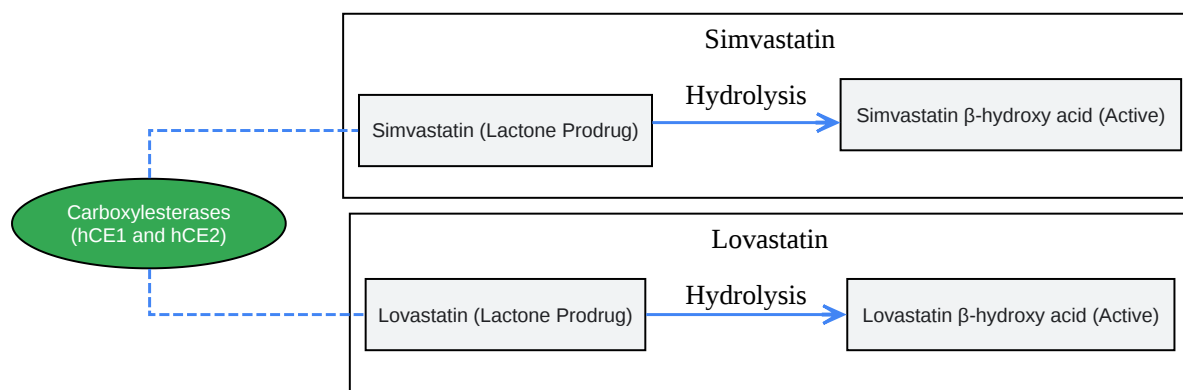 Simvastatin
Hydrolysis
Simvastatin (Lactone Prodrug)
Simvastatin β-hydroxy acid (Active)
Carboxylesterases
(hCE1 and hCE2)
Lovastatin
Hydrolysis
Lovastatin (Lactone Prodrug)
Lovastatin β-hydroxy acid (Active)